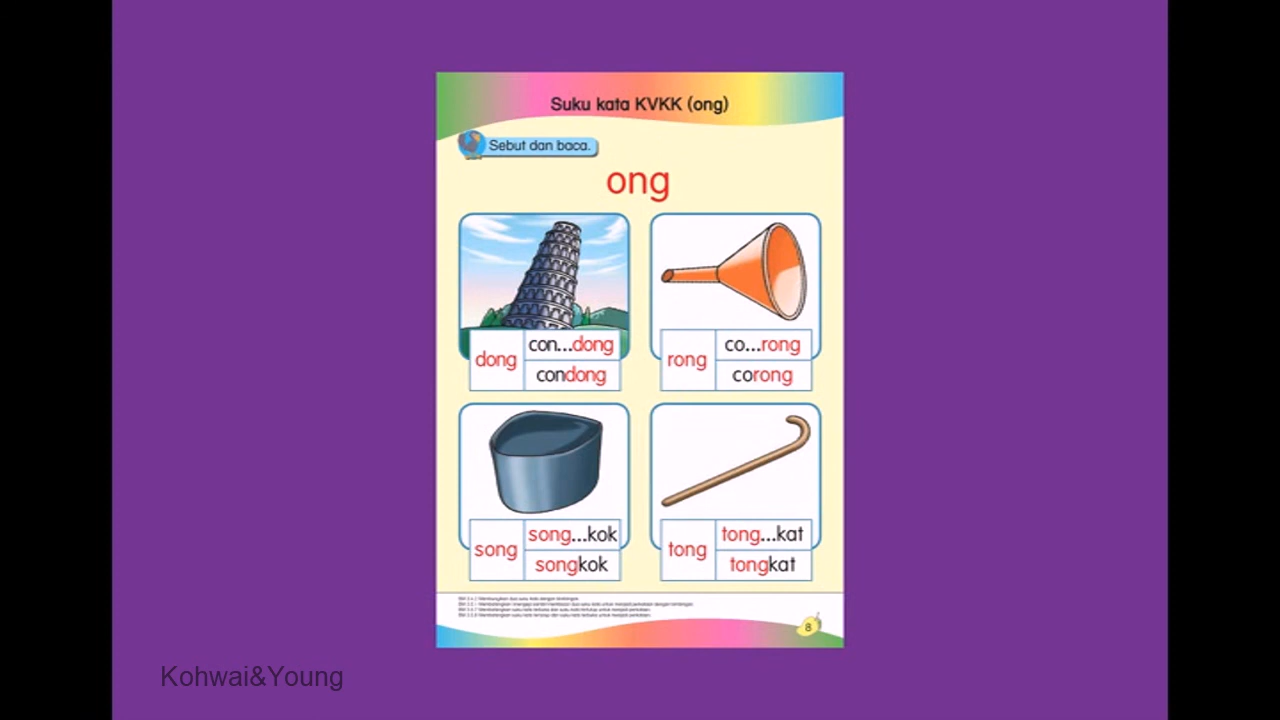 Suku kata KVKK (ong)
Sebut dan baca.
ong
dong
con...dong
condong
rong
co...rong
corong
song
song...kok
songkok
tong
tong...kat
tongkat
8
Kohwai&Young